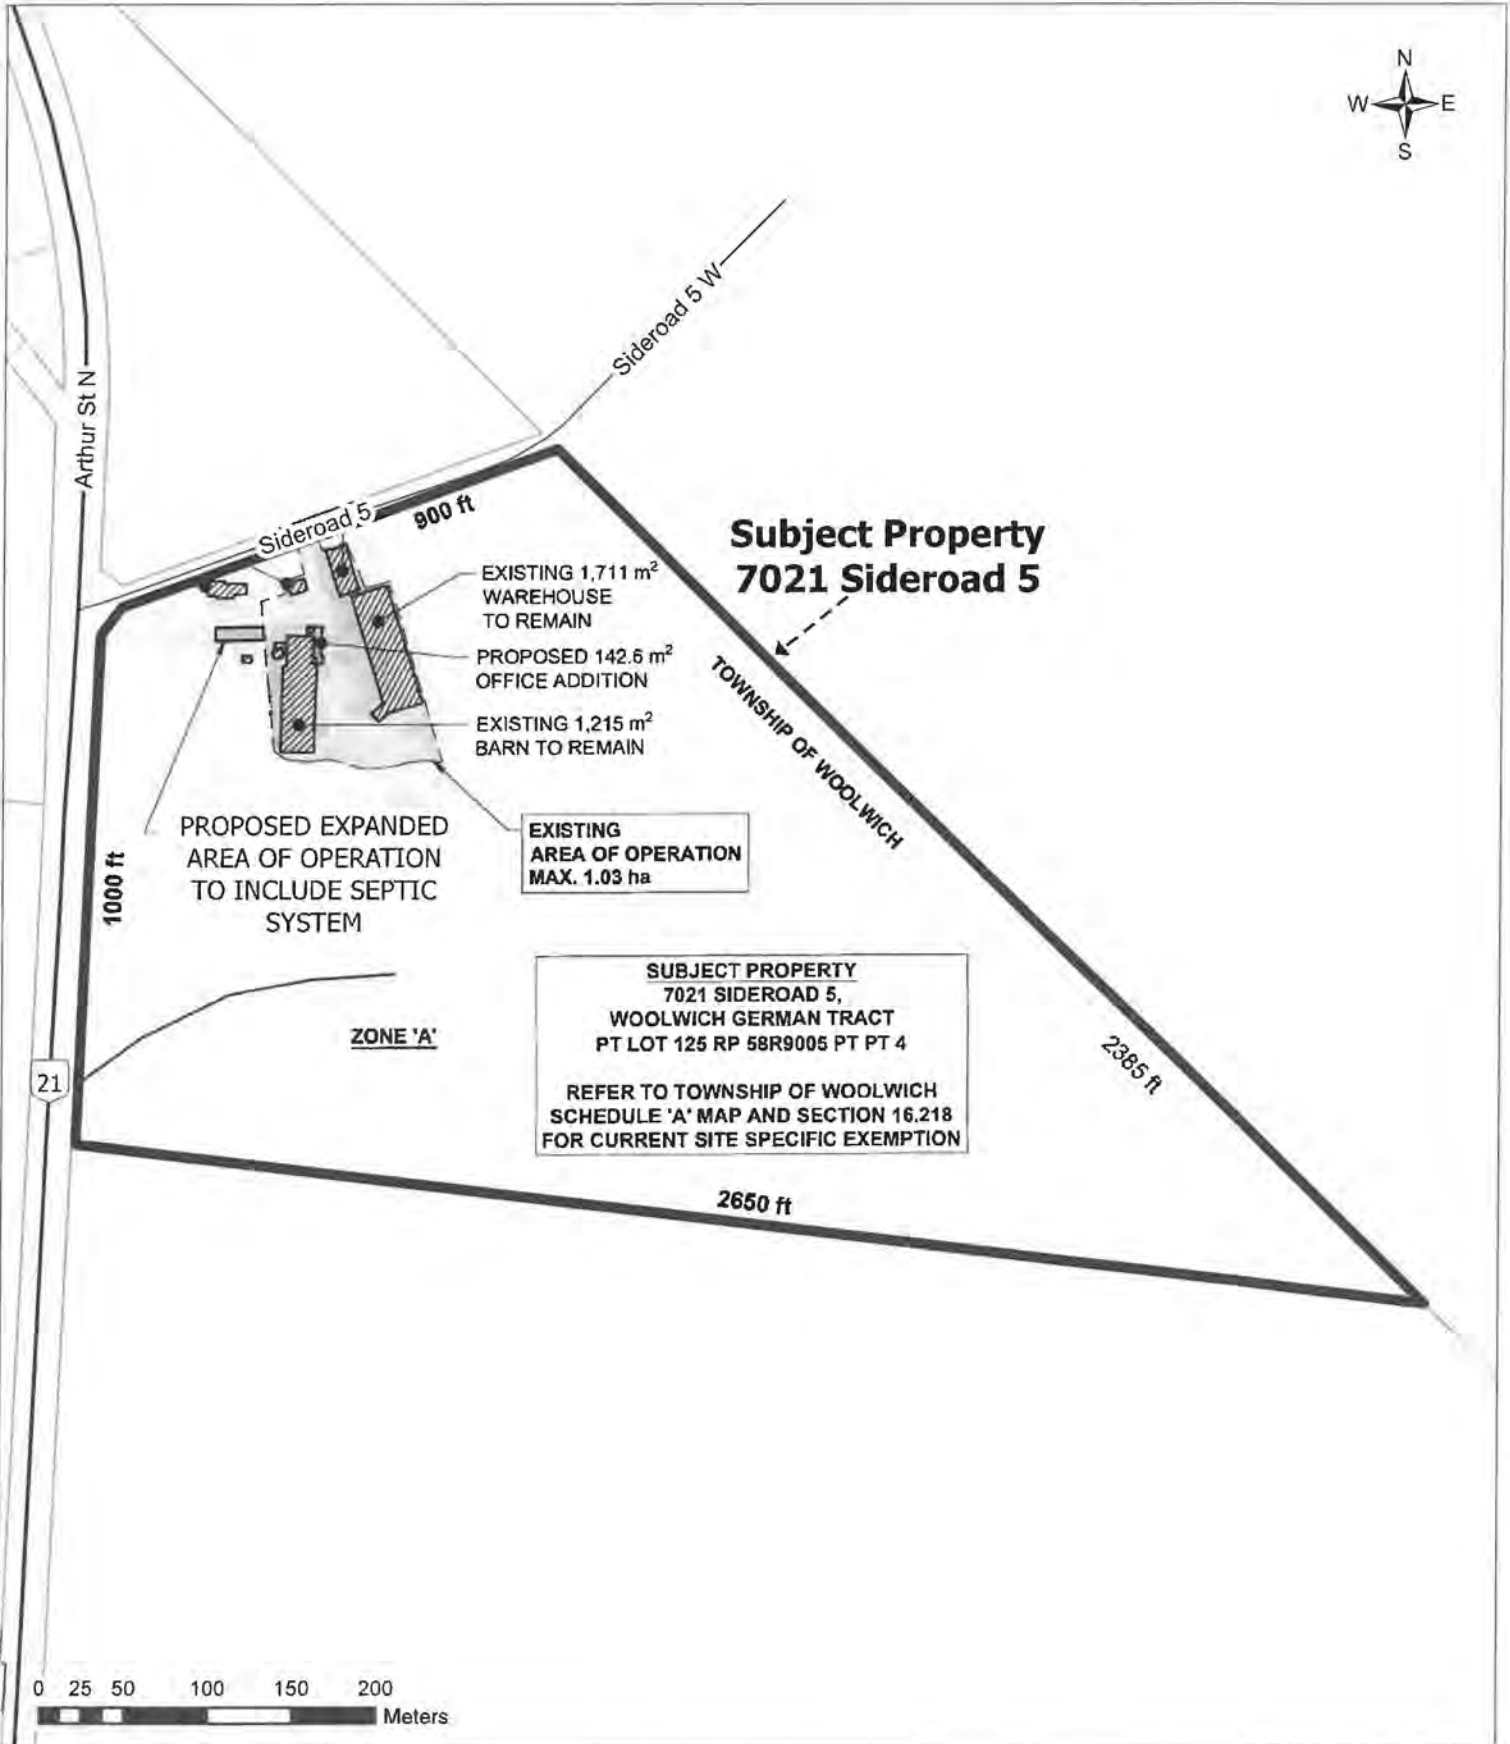 N
W E
S
Sideroad 5 W
Arthur St N
Sideroad 5
900 ft
Subject Property
7021 Sideroad 5
EXISTING 1,711 m²
WAREHOUSE
TO REMAIN
PROPOSED 142.6 m²
OFFICE ADDITION
EXISTING 1,215 m²
BARN TO REMAIN
TOWNSHIP OF WOOLWICH
PROPOSED EXPANDED
AREA OF OPERATION
TO INCLUDE SEPTIC
SYSTEM
EXISTING
AREA OF OPERATION
MAX. 1.03 ha
1000 ft
SUBJECT PROPERTY
7021 SIDEROAD 5,
WOOLWICH GERMAN TRACT
PT LOT 125 RP 58R9005 PT PT 4
REFER TO TOWNSHIP OF WOOLWICH
SCHEDULE 'A' MAP AND SECTION 16.218
FOR CURRENT SITE SPECIFIC EXEMPTION
ZONE 'A'
2385 ft
21
2650 ft
0 25 50 100 150 200
Meters